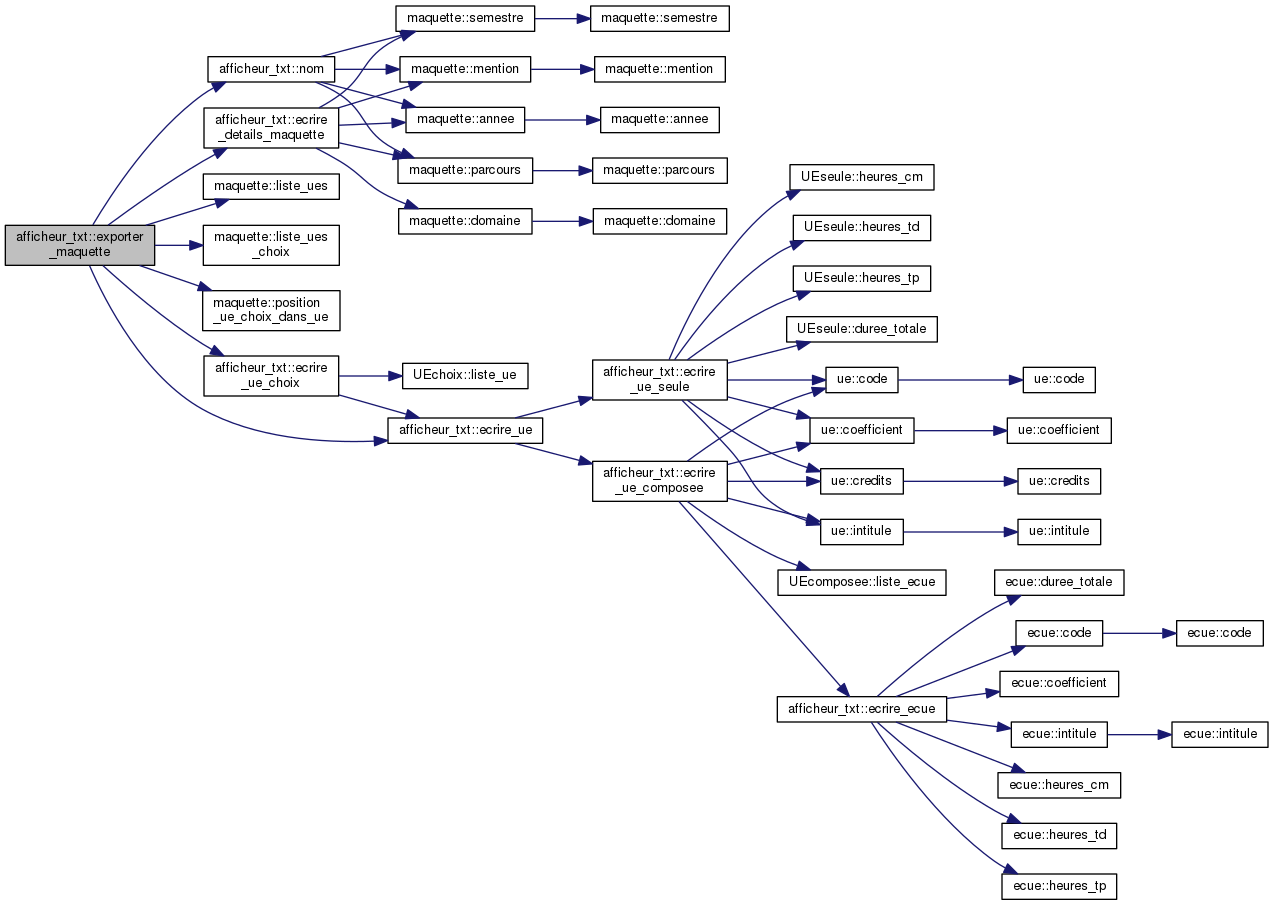 afficheur_txt::exporter
_maquette
afficheur_txt::nom
afficheur_txt::ecrire
_details_maquette
maquette::liste_ues
maquette::liste_ues
_choix
maquette::position
_ue_choix_dans_ue
afficheur_txt::ecrire
_ue_choix
maquette::semestre
maquette::mention
maquette::annee
maquette::parcours
maquette::domaine
UEchoix::liste_ue
afficheur_txt::ecrire_ue
maquette::semestre
maquette::mention
maquette::annee
maquette::parcours
maquette::domaine
afficheur_txt::ecrire
_ue_seule
afficheur_txt::ecrire
_ue_composee
UEseule::heures_cm
UEseule::heures_td
UEseule::heures_tp
UEseule::duree_totale
ue::code
ue::coefficient
ue::credits
ue::intitule
UEcomposee::liste_ecue
afficheur_txt::ecrire_ecue
ue::code
ue::coefficient
ue::credits
ue::intitule
ecue::duree_totale
ecue::code
ecue::coefficient
ecue::intitule
ecue::heures_cm
ecue::heures_td
ecue::heures_tp
ecue::code
ecue::intitule